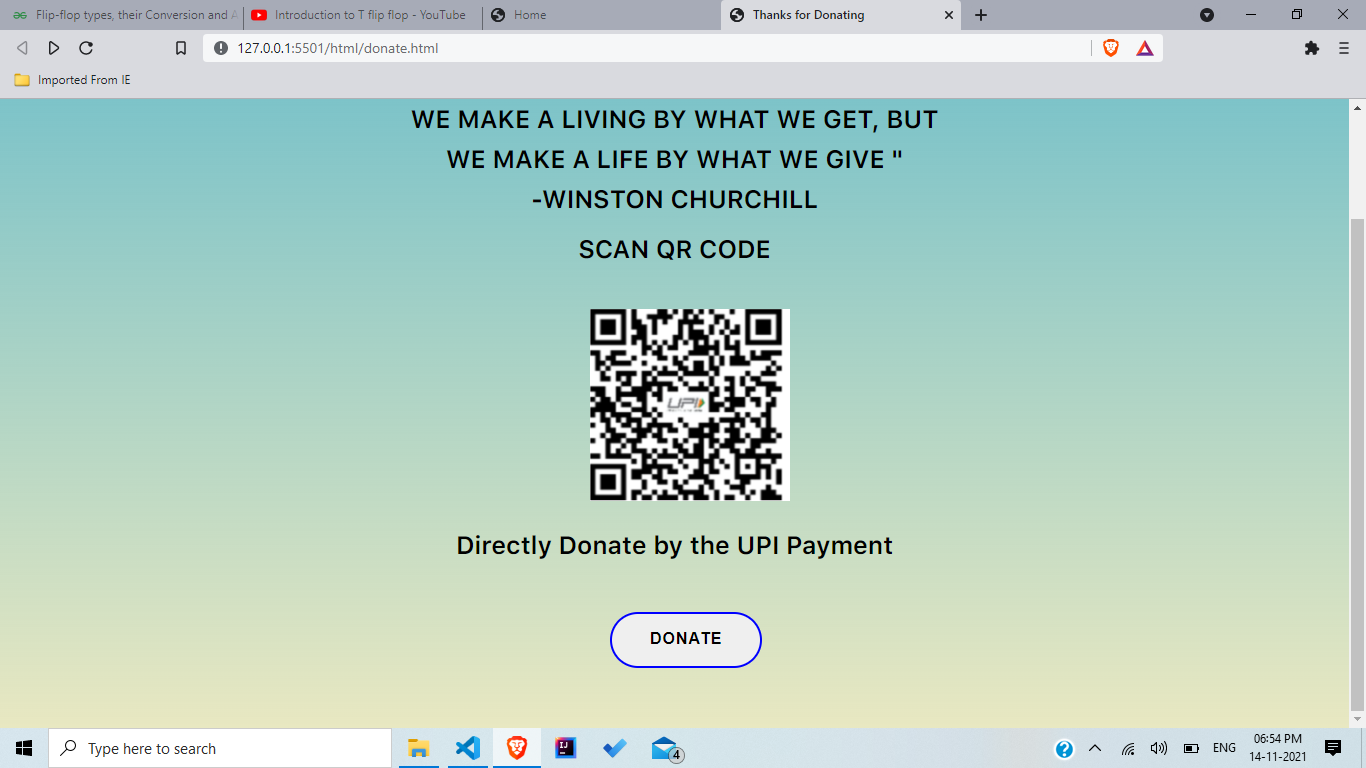 Flip-flop types, their Conversion and A
Introduction to T flip flop - YouTube
Home
Thanks for Donating
127.0.0.1:5501/html/donate.html
Imported From IE
WE MAKE A LIVING BY WHAT WE GET, BUT
WE MAKE A LIFE BY WHAT WE GIVE "
-WINSTON CHURCHILL
SCAN QR CODE
UPI
Directly Donate by the UPI Payment
DONATE
Type here to search
IJ
4
ENG
06:54 PM
14-11-2021